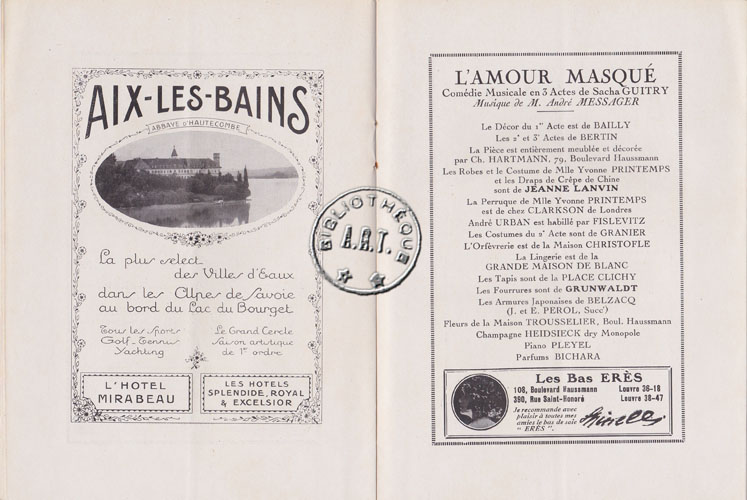 AIX-LES-BAINS
ABBAYE D'HAUTECOMBE
La plus select
des Villes d'Eaux
dans les Alpes de Savoie
au bord du Lac du Bourget
Tous les Sports
Golf-Tennis
Yachting
Le Grand Cercle
Saison artistique
de 1er ordre
L'HOTEL
MIRABEAU
LES HOTELS
SPLENDIDE, ROYAL
& EXCELSIOR
BIBLIOTHÈQUE
A.R.T.
L'AMOUR MASQUÉ
Comédie Musicale en 3 Actes de Sacha GUITRY
Musique de M. André MESSAGER
Le Décor du 1er Acte est de BAILLY
Les 2e et 3e Actes de BERTIN
La Pièce est entièrement meublée et décorée
par Ch. HARTMANN, 79, Boulevard Haussmann
Les Robes et le Costume de Mlle Yvonne PRINTEMPS
et les Draps de Crêpe de Chine
sont de JEANNE LANVIN
La Perruque de Mlle Yvonne PRINTEMPS
est de chez CLARKSON de Londres
André URBAN est habillé par FISLEVITZ
Les Costumes du 2e Acte sont de GRANIER
L'Orfèvrerie est de la Maison CHRISTOFLE
La Lingerie est de la
GRANDE MAISON DE BLANC
Les Tapis sont de la PLACE CLICHY
Les Fourrures sont de GRUNWALDT
Les Armures Japonaises de BELZACQ
(J. et E. PEROL, Succrs)
Fleurs de la Maison TROUSSELIER, Boul. Haussmann
Champagne HEIDSIECK dry Monopole
Piano PLEYEL
Parfums BICHARA
Les Bas ERÈS
108, Boulevard Haussmann Louvre 36-18
390, Rue Saint-Honoré Louvre 38-47
Je recommande avec
plaisir à toutes mes
amies le bas de soie
"ERÈS".